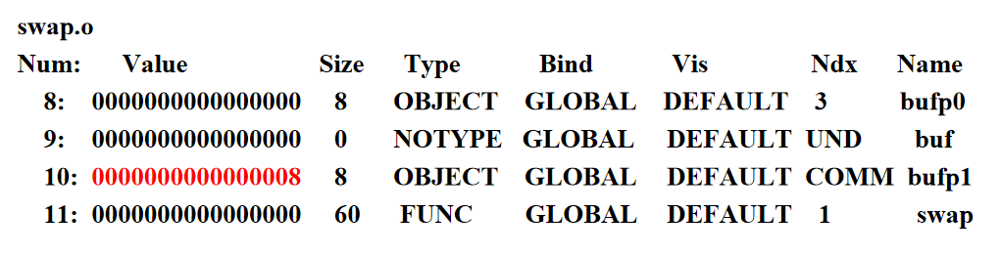 swap.o
Num: Value Size Type Bind Vis Ndx Name
8: 0000000000000000 8 OBJECT GLOBAL DEFAULT 3 bufp0
9: 0000000000000000 0 NOTYPE GLOBAL DEFAULT UND buf
10: 0000000000000008 8 OBJECT GLOBAL DEFAULT COMM bufp1
11: 0000000000000000 60 FUNC GLOBAL DEFAULT 1 swap